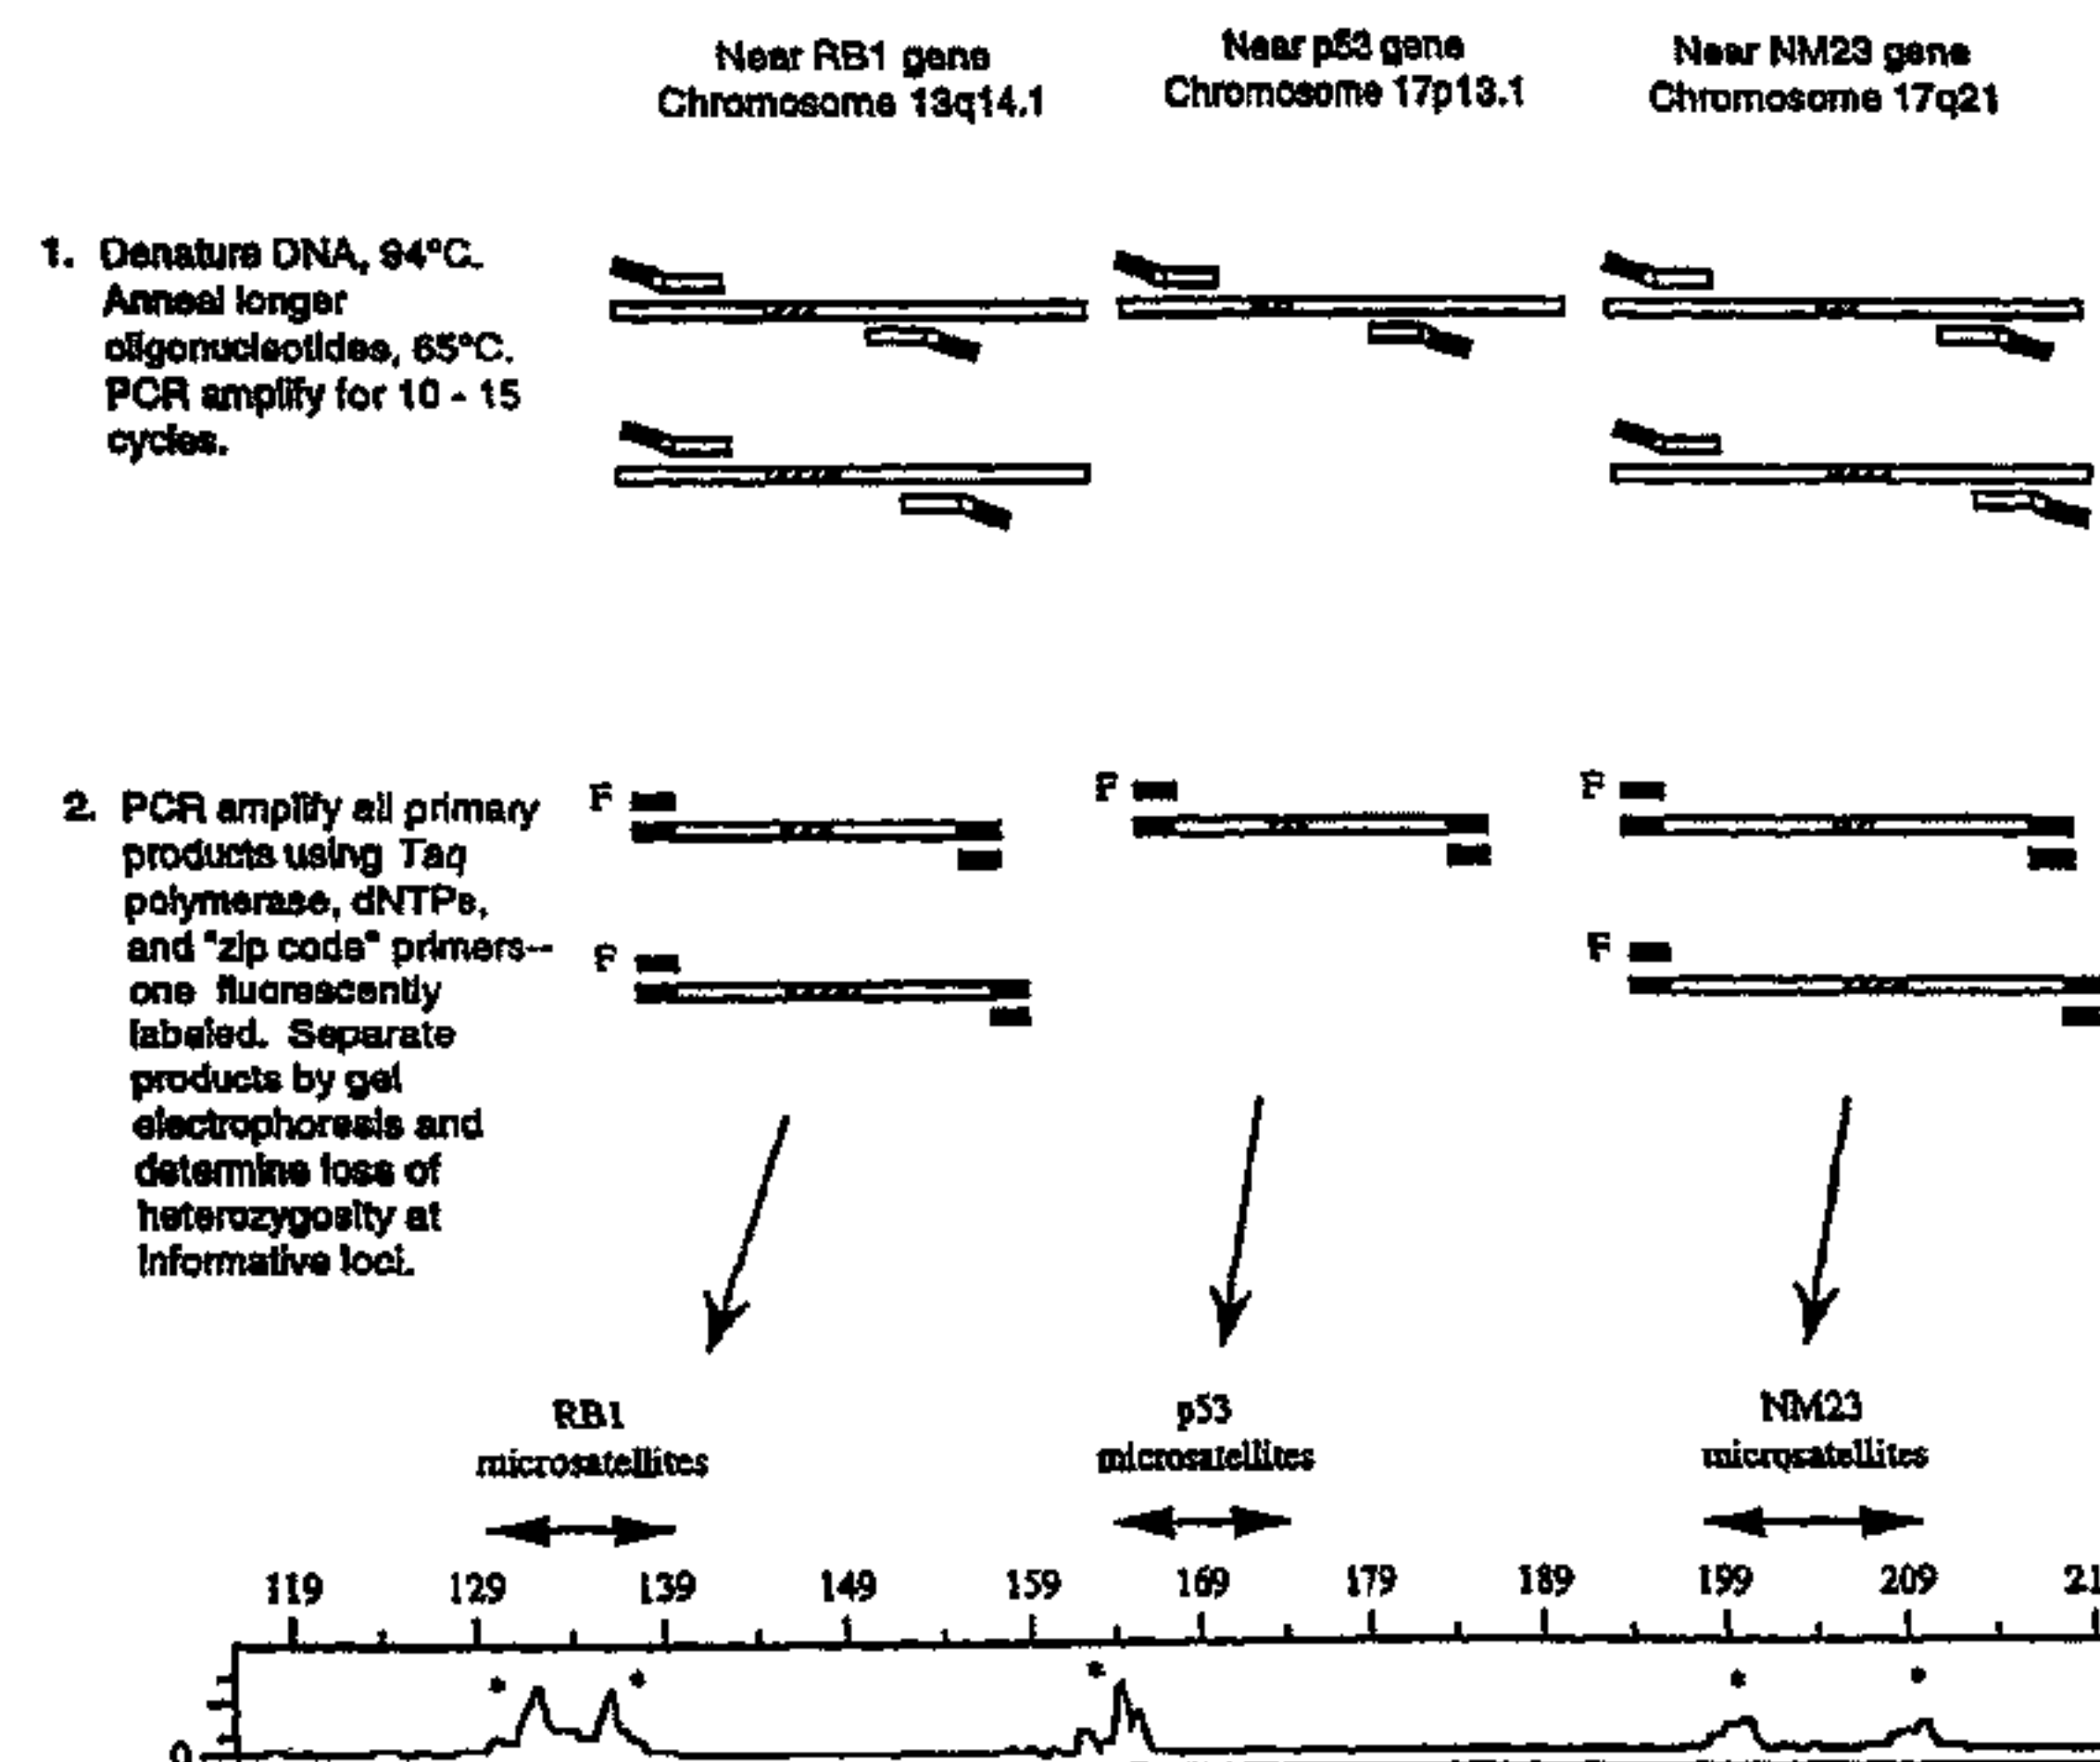 Near RB1 gene
Chromosome 13q14.1
Near p53 gene
Chromosome 17p13.1
Near NM23 gene
Chromosome 17q21
1. Denature DNA, 94°C.
Anneal longer
oligonucleotides, 65°C.
PCR amplify for 10 - 15
cycles.
2. PCR amplify all primary
products using Taq
polymerase, dNTPs,
and "zip code" primers--
one fluorescently
labeled. Separate
products by gel
electrophoresis and
determine loss of
heterozygosity at
informative loci.
F
F
F
F
F
RB1
microsatellites
p53
microsatellites
NM23
microsatellites
119 129 139 149 159 169 179 189 199 209 21
* * * * *
0